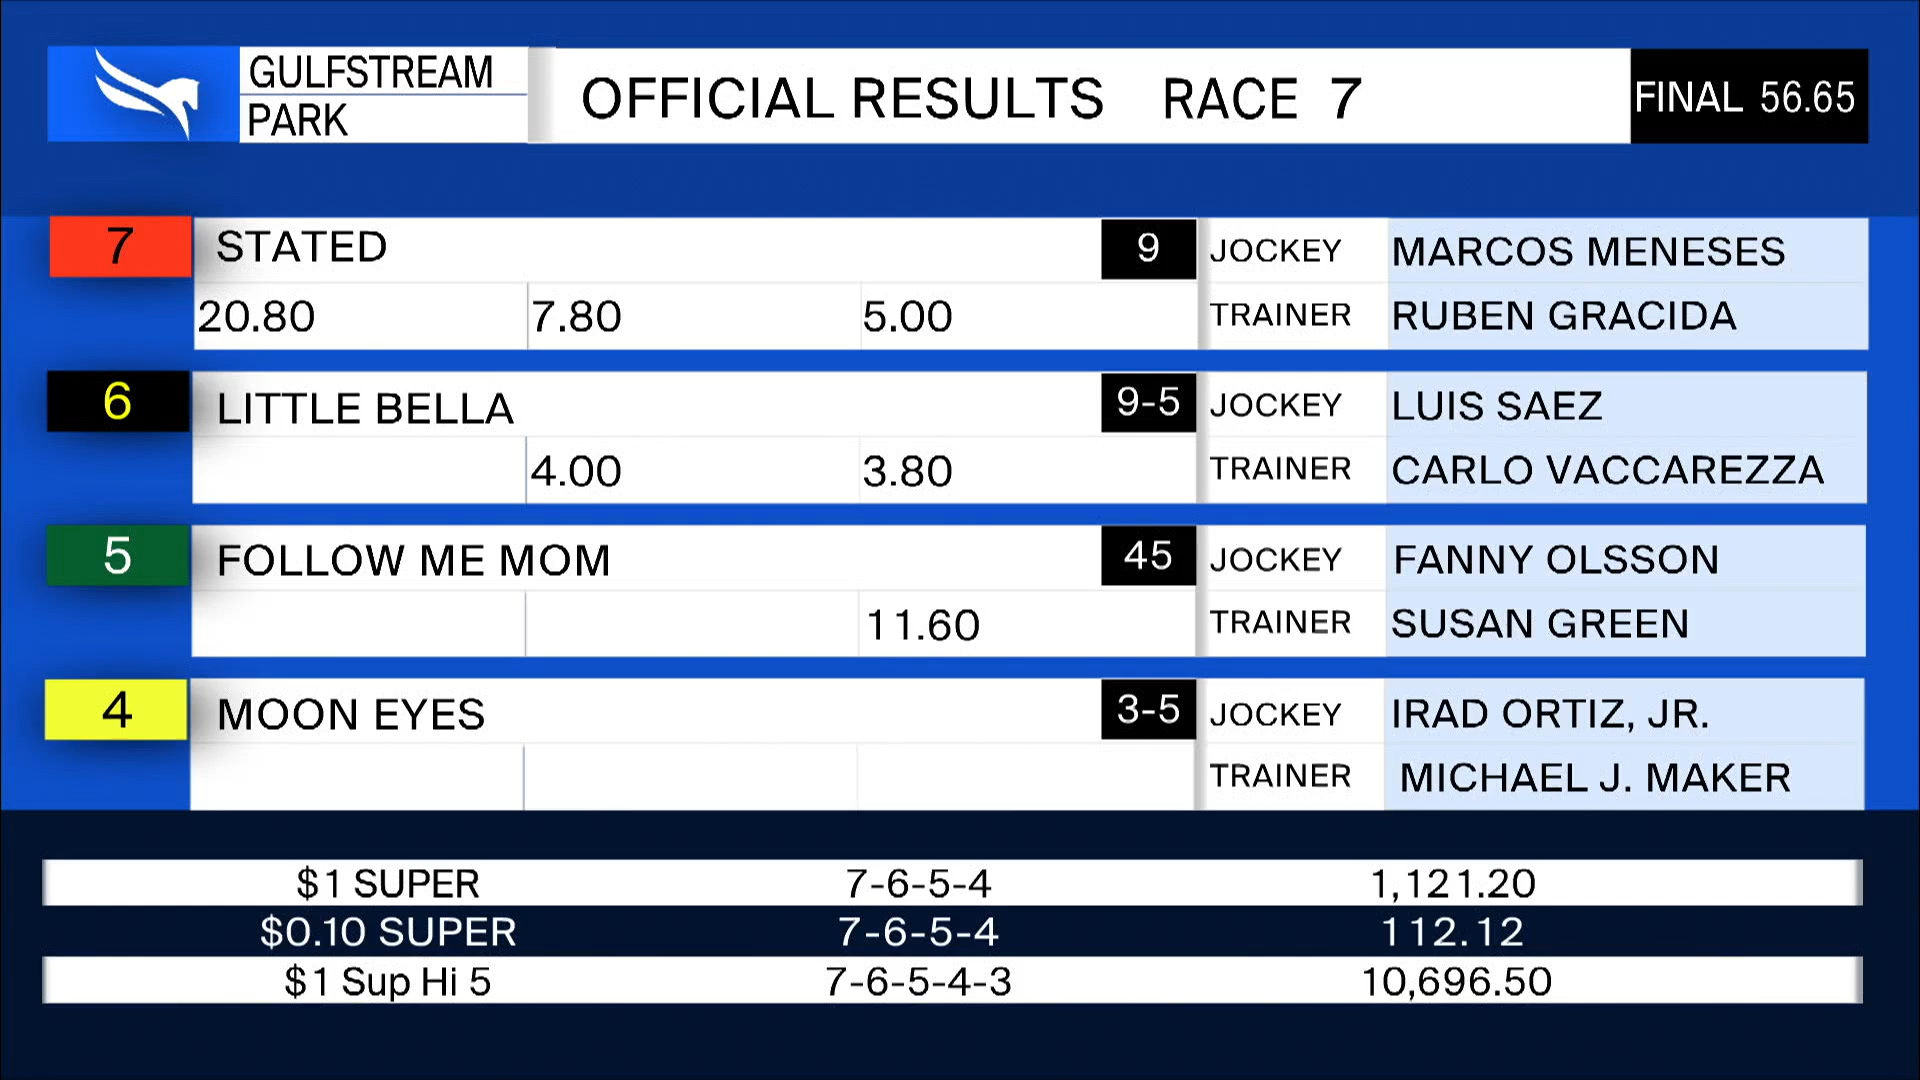 GULFSTREAM
PARK
OFFICIAL RESULTS RACE 7
FINAL 56.65
7 STATED 9 JOCKEY MARCOS MENESES
20.80 7.80 5.00 TRAINER RUBEN GRACIDA
6 LITTLE BELLA 9-5 JOCKEY LUIS SAEZ
4.00 3.80 TRAINER CARLO VACCAREZZA
5 FOLLOW ME MOM 45 JOCKEY FANNY OLSSON
11.60 TRAINER SUSAN GREEN
4 MOON EYES 3-5 JOCKEY IRAD ORTIZ, JR.
TRAINER MICHAEL J. MAKER
$1 SUPER 7-6-5-4 1,121.20
$0.10 SUPER 7-6-5-4 112.12
$1 Sup Hi 5 7-6-5-4-3 10,696.50